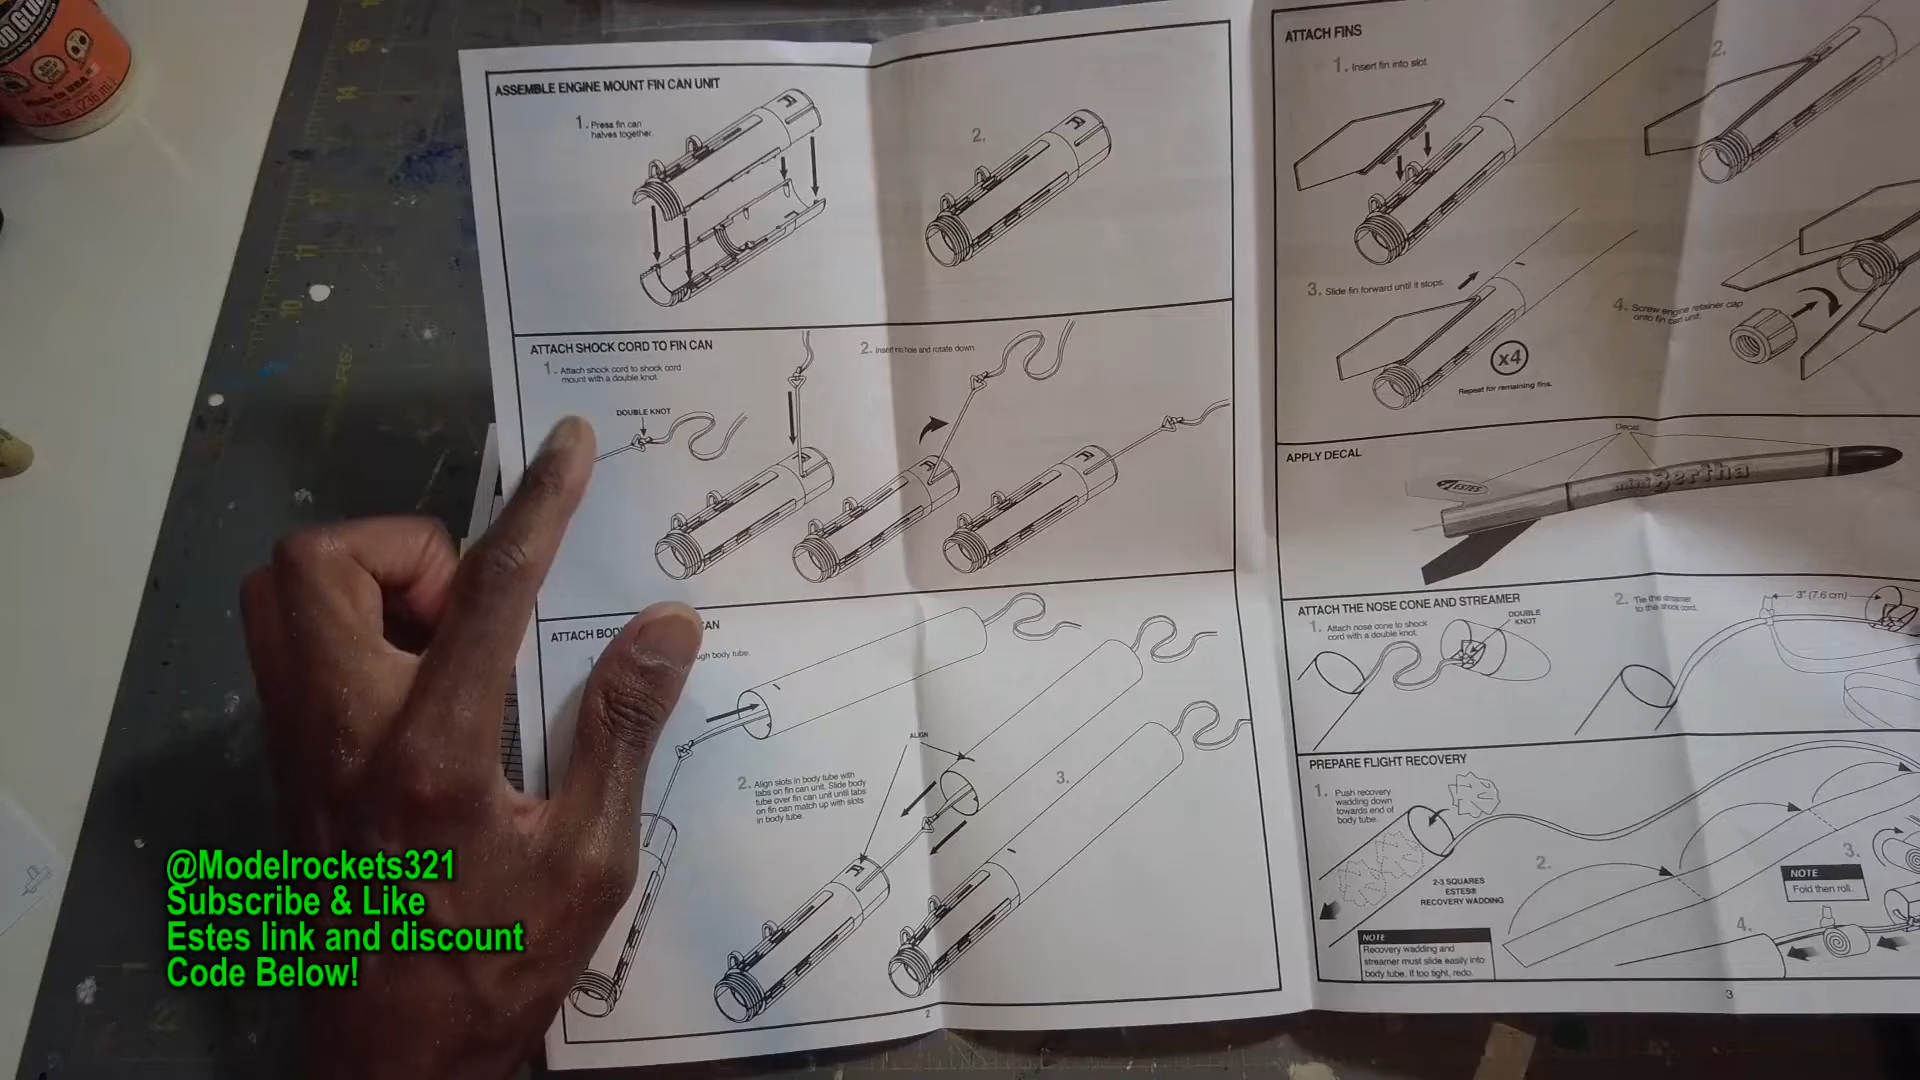 OD GLUE
Made in USA
(236 mL)
ASSEMBLE ENGINE MOUNT FIN CAN UNIT
1. Press fin can
halves together.
2.
ATTACH SHOCK CORD TO FIN CAN
1. Attach shock cord to shock cord
mount with a double knot.
DOUBLE KNOT
2. Insert into hole and rotate down.
ATTACH BOD
CAN
1
ugh body tube.
ALIGN
2. Align slots in body tube with
tabs on fin can unit. Slide body
tube over fin can unit until tabs
on fin can match up with slots
in body tube.
3.
2
ATTACH FINS
1. Insert fin into slot.
2.
3. Slide fin forward until it stops.
x4
Repeat for remaining fins.
4. Screw engine retainer cap
onto fin can unit.
APPLY DECAL
Decal
ESTES
mini Bertha
ATTACH THE NOSE CONE AND STREAMER
1. Attach nose cone to shock
cord with a double knot.
DOUBLE
KNOT
2. Tie the streamer
to the shock cord.
3" (7.6 cm)
PREPARE FLIGHT RECOVERY
1. Push recovery
wadding down
towards end of
body tube.
2-3 SQUARES
ESTES®
RECOVERY WADDING
NOTE
Recovery wadding and
streamer must slide easily into
body tube. If too tight, redo.
2.
3.
NOTE
Fold then roll.
4.
3
@Modelrockets321
Subscribe & Like
Estes link and discount
Code Below!